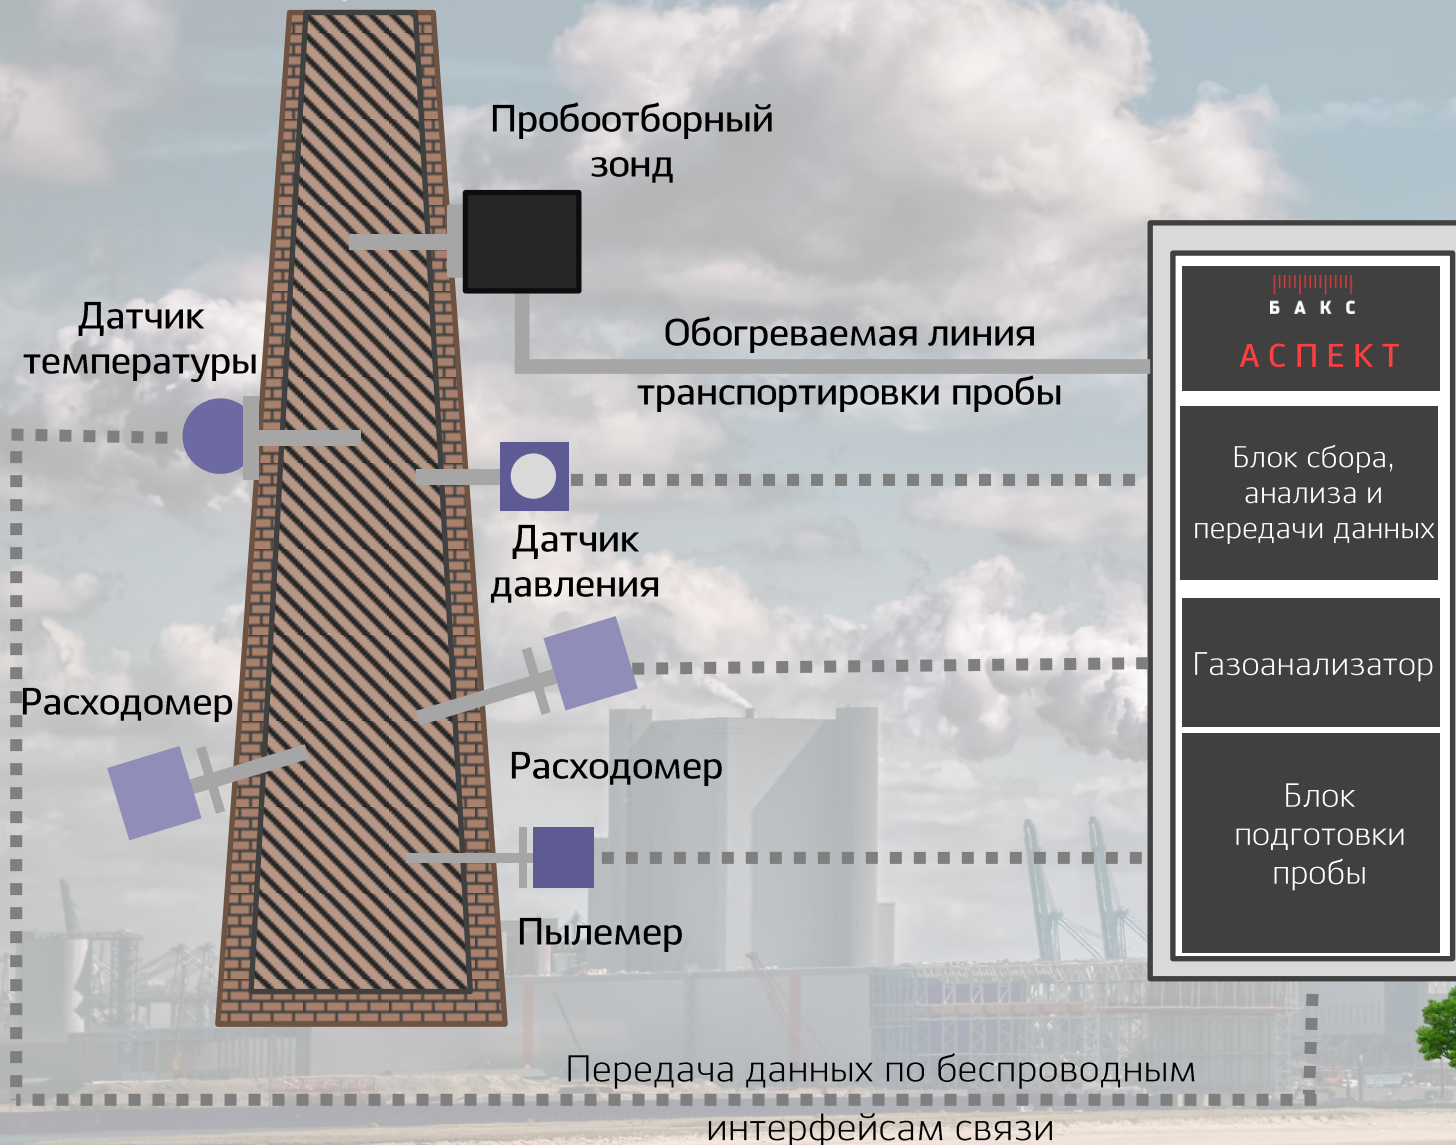 Пробоотборный
зонд
Датчик
температуры
Обогреваемая линия
транспортировки пробы
БАКС
АСПЕКТ
Блок сбора,
анализа и
передачи данных
Датчик
давления
Расходомер
Газоанализатор
Расходомер
Блок
подготовки
пробы
Пылемер
Передача данных по беспроводным
интерфейсам связи